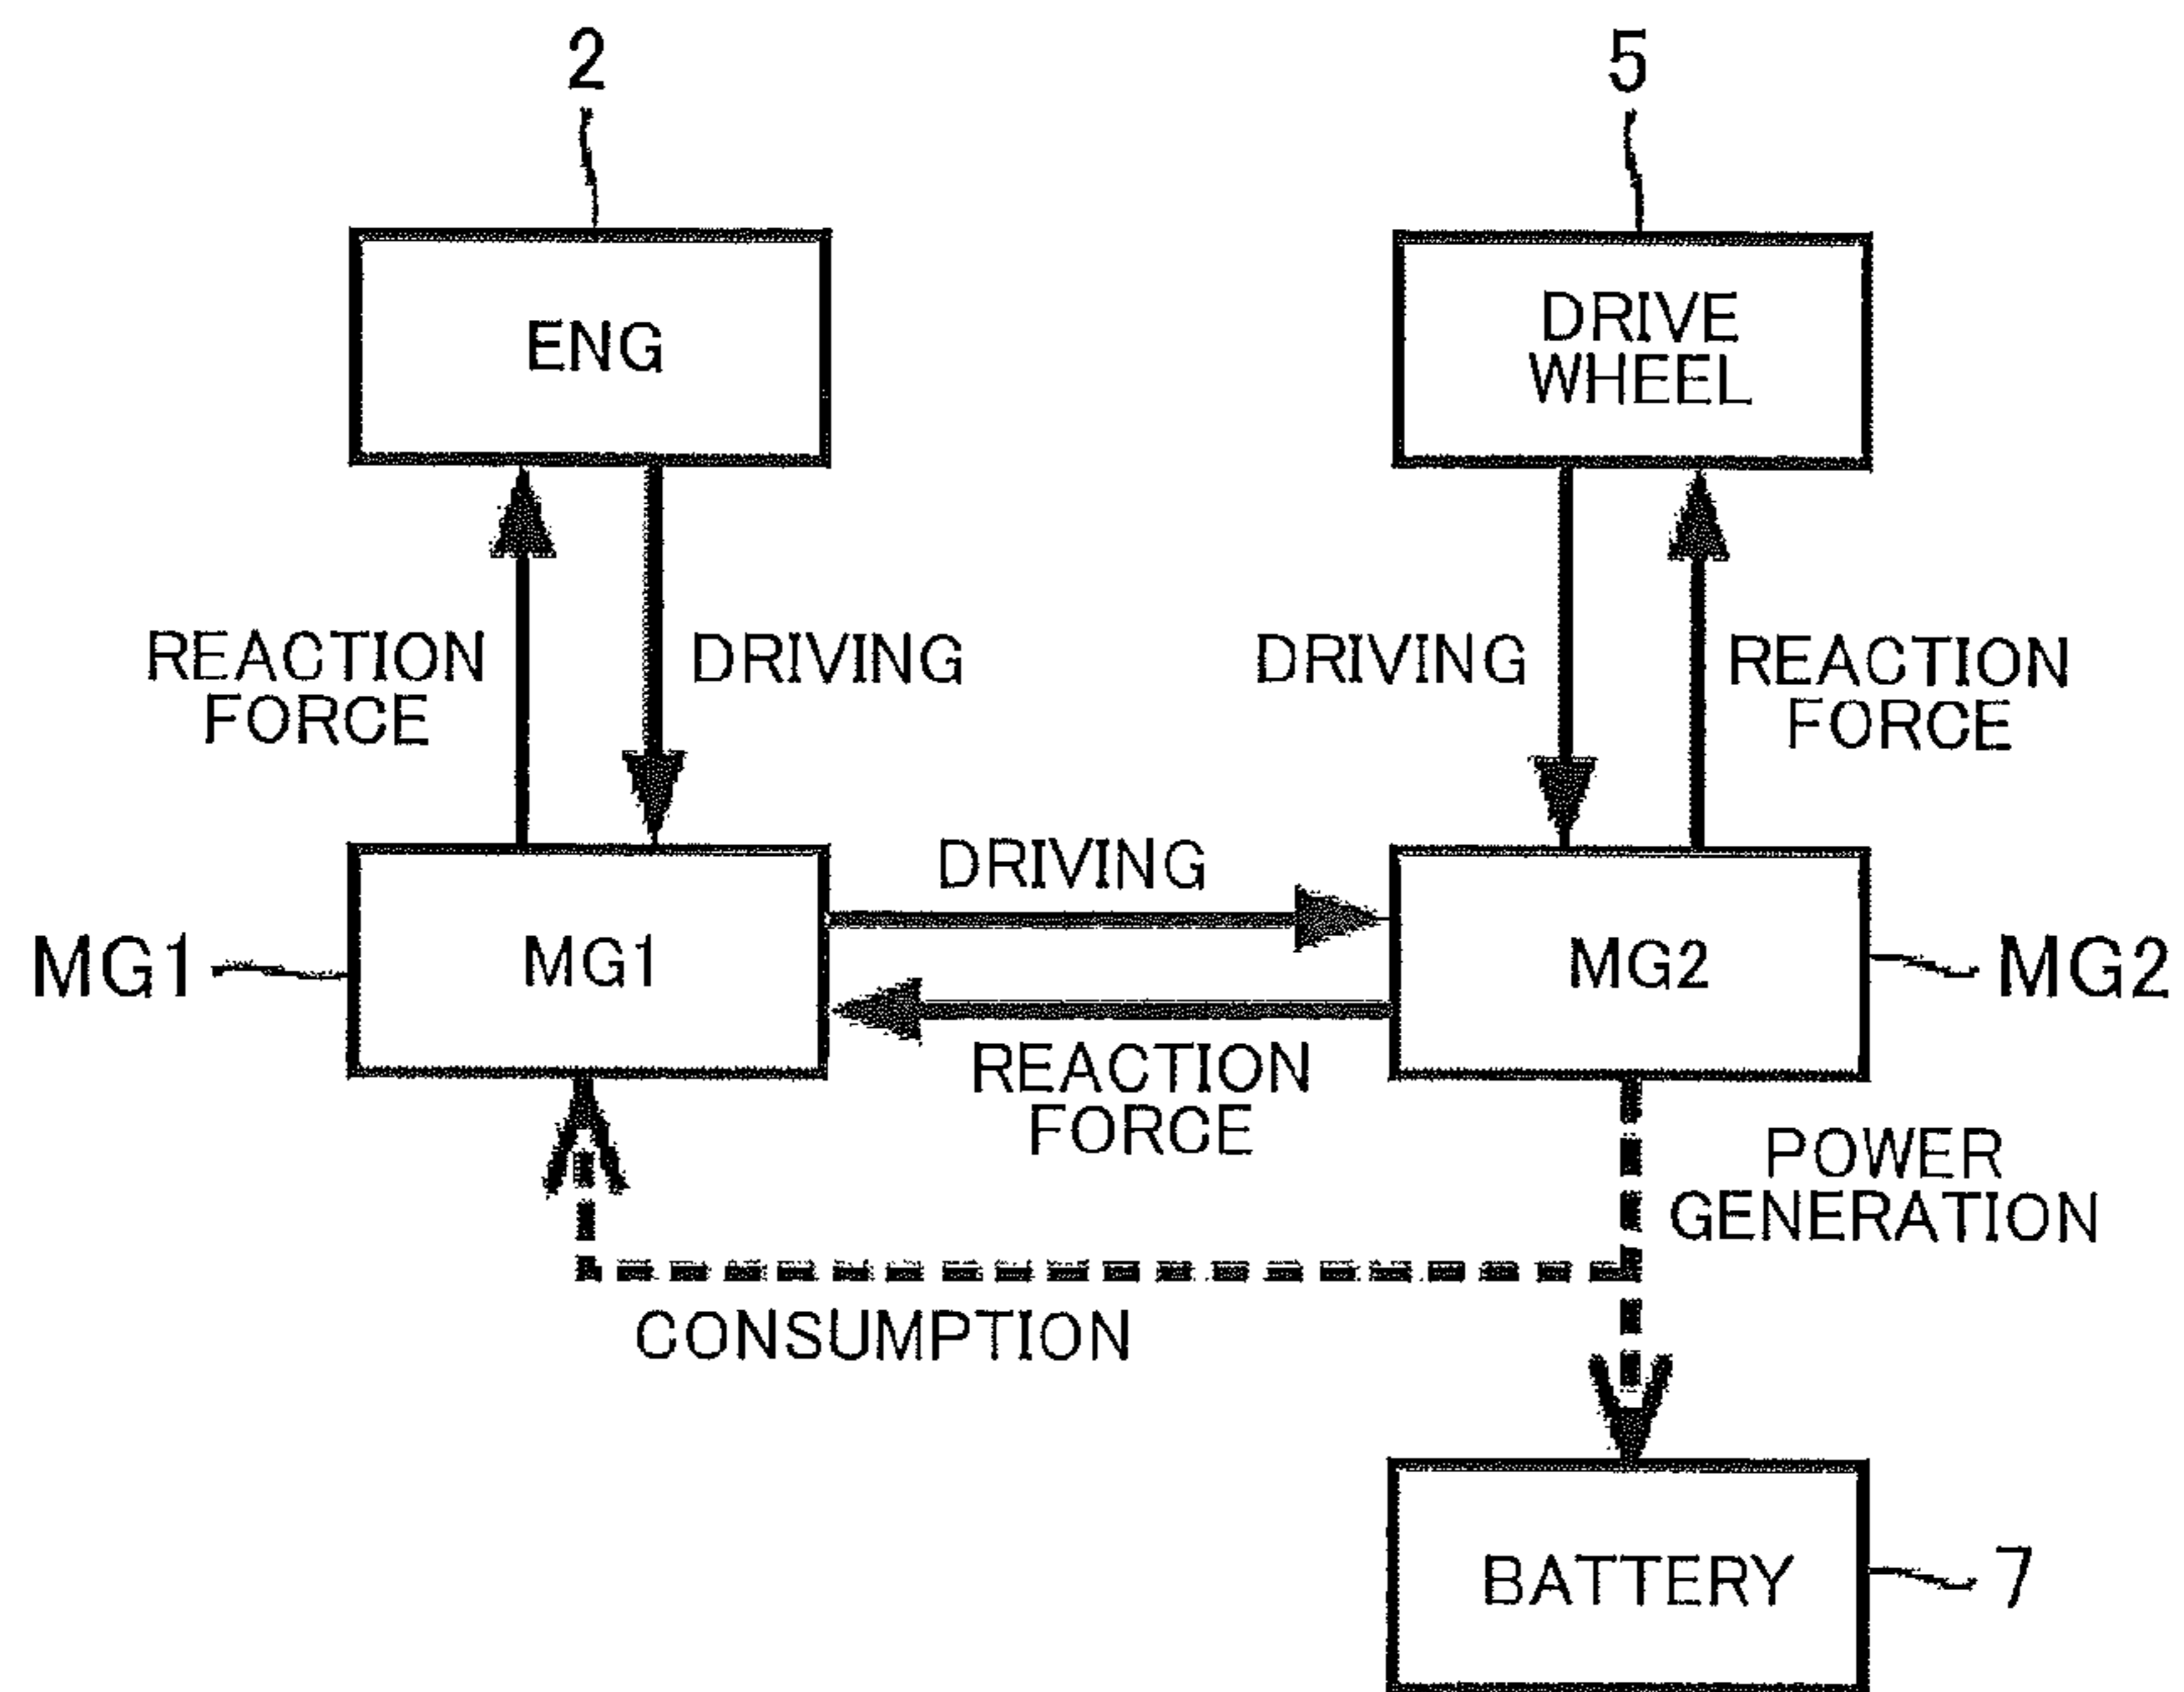 2
5
ENG
DRIVE
WHEEL
REACTION
FORCE
DRIVING
DRIVING
REACTION
FORCE
DRIVING
MG1
MG1
MG2
MG2
REACTION
FORCE
POWER
GENERATION
CONSUMPTION
BATTERY
7